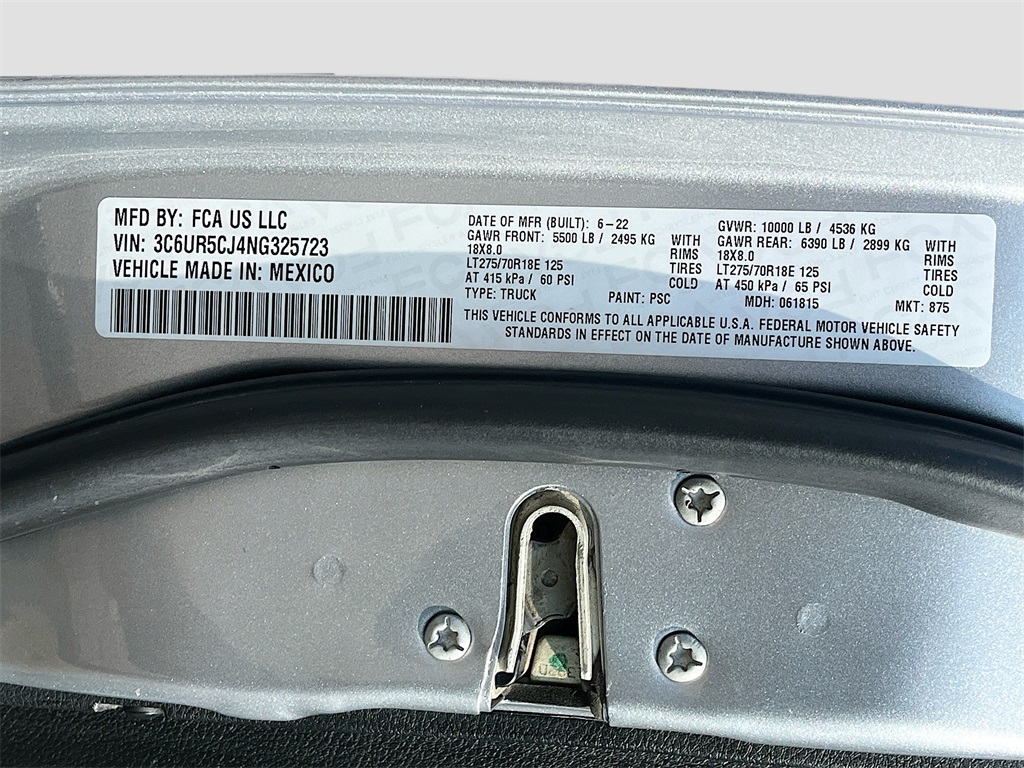 MFD BY: FCA US LLC
VIN: 3C6UR5CJ4NG325723
VEHICLE MADE IN: MEXICO
DATE OF MFR (BUILT): 6-22
GAWR FRONT: 5500 LB / 2495 KG WITH
18X8.0 RIMS
LT275/70R18E 125 TIRES
AT 415 kPa / 60 PSI COLD
TYPE: TRUCK PAINT: PSC
GVWR: 10000 LB / 4536 KG
GAWR REAR: 6390 LB / 2899 KG WITH
18X8.0 RIMS
LT275/70R18E 125 TIRES
AT 450 kPa / 65 PSI COLD
MDH: 061815 MKT: 875
THIS VEHICLE CONFORMS TO ALL APPLICABLE U.S.A. FEDERAL MOTOR VEHICLE SAFETY
STANDARDS IN EFFECT ON THE DATE OF MANUFACTURE SHOWN ABOVE.